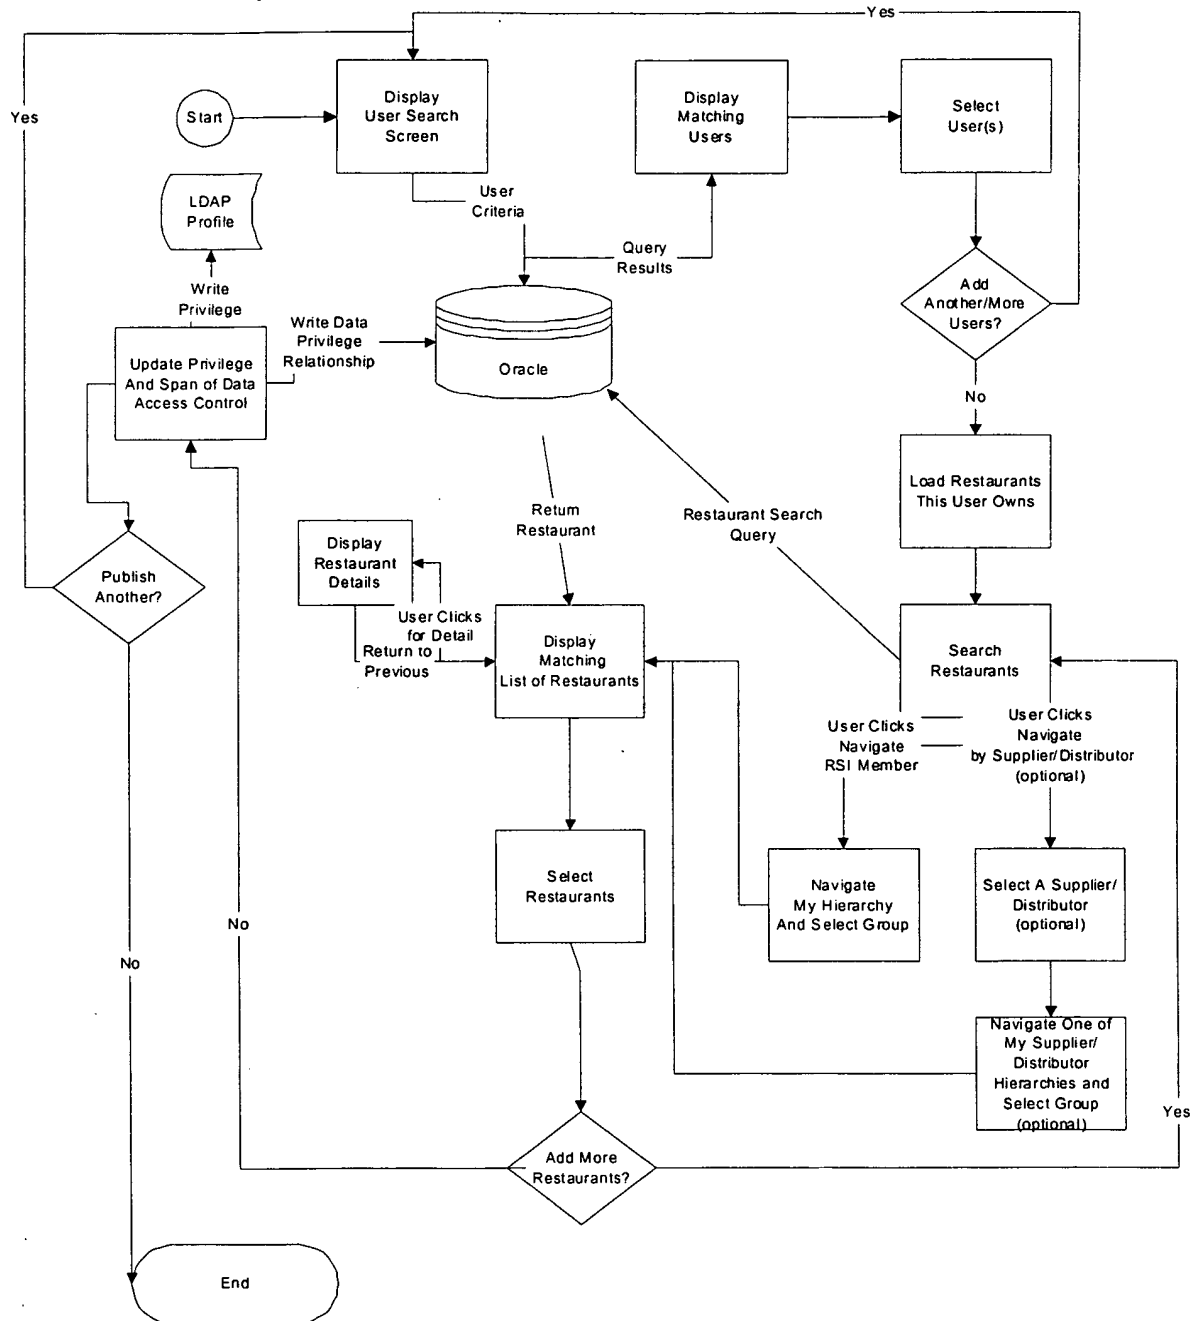 Yes
Yes
Start
Display
User Search
Screen
Display
Matching
Users
Select
User(s)
LDAP
Profile
User
Criteria
Query
Results
Add
Another/More
Users?
Write
Privilege
Write Data
Privilege
Relationship
Oracle
Update Privilege
And Span of Data
Access Control
No
Load Restaurants
This User Owns
Return
Restaurant
Restaurant Search
Query
Display
Restaurant
Details
Publish
Another?
User Clicks
for Detail
Return to
Previous
Display
Matching
List of Restaurants
Search
Restaurants
User Clicks
Navigate
RSI Member
User Clicks
Navigate
by Supplier/Distributor
(optional)
Select
Restaurants
Navigate
My Hierarchy
And Select Group
Select A Supplier/
Distributor
(optional)
No
No
Navigate One of
My Supplier/
Distributor
Hierarchies and
Select Group
(optional)
Yes
Add More
Restaurants?
End